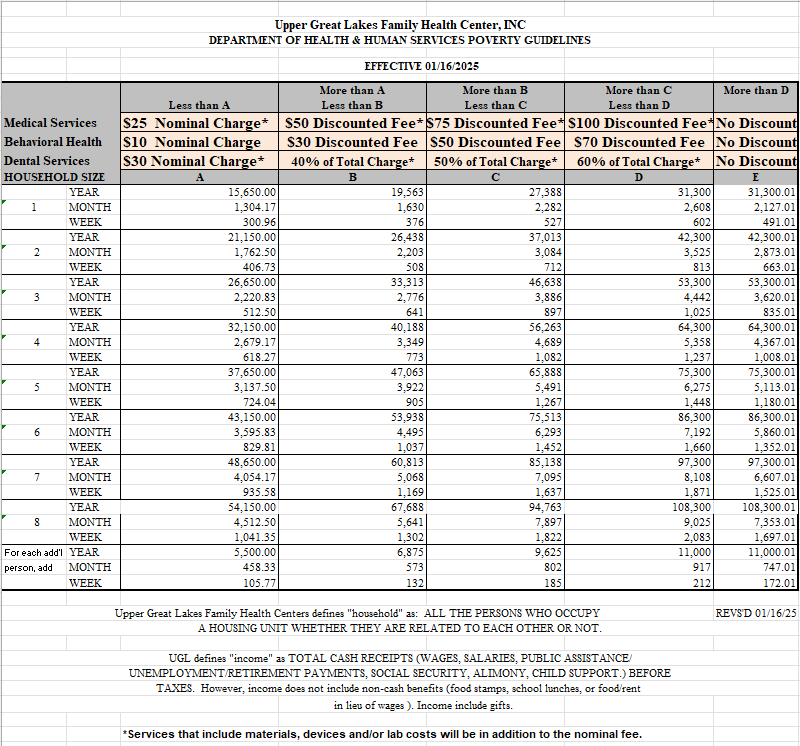 Upper Great Lakes Family Health Center, INC
DEPARTMENT OF HEALTH & HUMAN SERVICES POVERTY GUIDELINES
EFFECTIVE 01/16/2025
More than A More than B More than C More than D
Less than A Less than B Less than C Less than D
Medical Services $25 Nominal Charge* $50 Discounted Fee* $75 Discounted Fee* $100 Discounted Fee* No Discount
Behavioral Health $10 Nominal Charge $30 Discounted Fee $50 Discounted Fee $70 Discounted Fee No Discount
Dental Services $30 Nominal Charge* 40% of Total Charge* 50% of Total Charge* 60% of Total Charge* No Discount
HOUSEHOLD SIZE A B C D E
YEAR 15,650.00 19,563 27,388 31,300 31,300.01
1 MONTH 1,304.17 1,630 2,282 2,608 2,127.01
WEEK 300.96 376 527 602 491.01
YEAR 21,150.00 26,438 37,013 42,300 42,300.01
2 MONTH 1,762.50 2,203 3,084 3,525 2,873.01
WEEK 406.73 508 712 813 663.01
YEAR 26,650.00 33,313 46,638 53,300 53,300.01
3 MONTH 2,220.83 2,776 3,886 4,442 3,620.01
WEEK 512.50 641 897 1,025 835.01
YEAR 32,150.00 40,188 56,263 64,300 64,300.01
4 MONTH 2,679.17 3,349 4,689 5,358 4,367.01
WEEK 618.27 773 1,082 1,237 1,008.01
YEAR 37,650.00 47,063 65,888 75,300 75,300.01
5 MONTH 3,137.50 3,922 5,491 6,275 5,113.01
WEEK 724.04 905 1,267 1,448 1,180.01
YEAR 43,150.00 53,938 75,513 86,300 86,300.01
6 MONTH 3,595.83 4,495 6,293 7,192 5,860.01
WEEK 829.81 1,037 1,452 1,660 1,352.01
YEAR 48,650.00 60,813 85,138 97,300 97,300.01
7 MONTH 4,054.17 5,068 7,095 8,108 6,607.01
WEEK 935.58 1,169 1,637 1,871 1,525.01
YEAR 54,150.00 67,688 94,763 108,300 108,300.01
8 MONTH 4,512.50 5,641 7,897 9,025 7,353.01
WEEK 1,041.35 1,302 1,822 2,083 1,697.01
For each add'l YEAR 5,500.00 6,875 9,625 11,000 11,000.01
person, add MONTH 458.33 573 802 917 747.01
WEEK 105.77 132 185 212 172.01
Upper Great Lakes Family Health Centers defines "household" as: ALL THE PERSONS WHO OCCUPY REVS'D 01/16/25
A HOUSING UNIT WHETHER THEY ARE RELATED TO EACH OTHER OR NOT.
UGL defines "income" as TOTAL CASH RECEIPTS (WAGES, SALARIES, PUBLIC ASSISTANCE/
UNEMPLOYMENT/RETIREMENT PAYMENTS, SOCIAL SECURITY, ALIMONY, CHILD SUPPORT.) BEFORE
TAXES. However, income does not include non-cash benefits (food stamps, school lunches, or food/rent
in lieu of wages ). Income include gifts.
*Services that include materials, devices and/or lab costs will be in addition to the nominal fee.